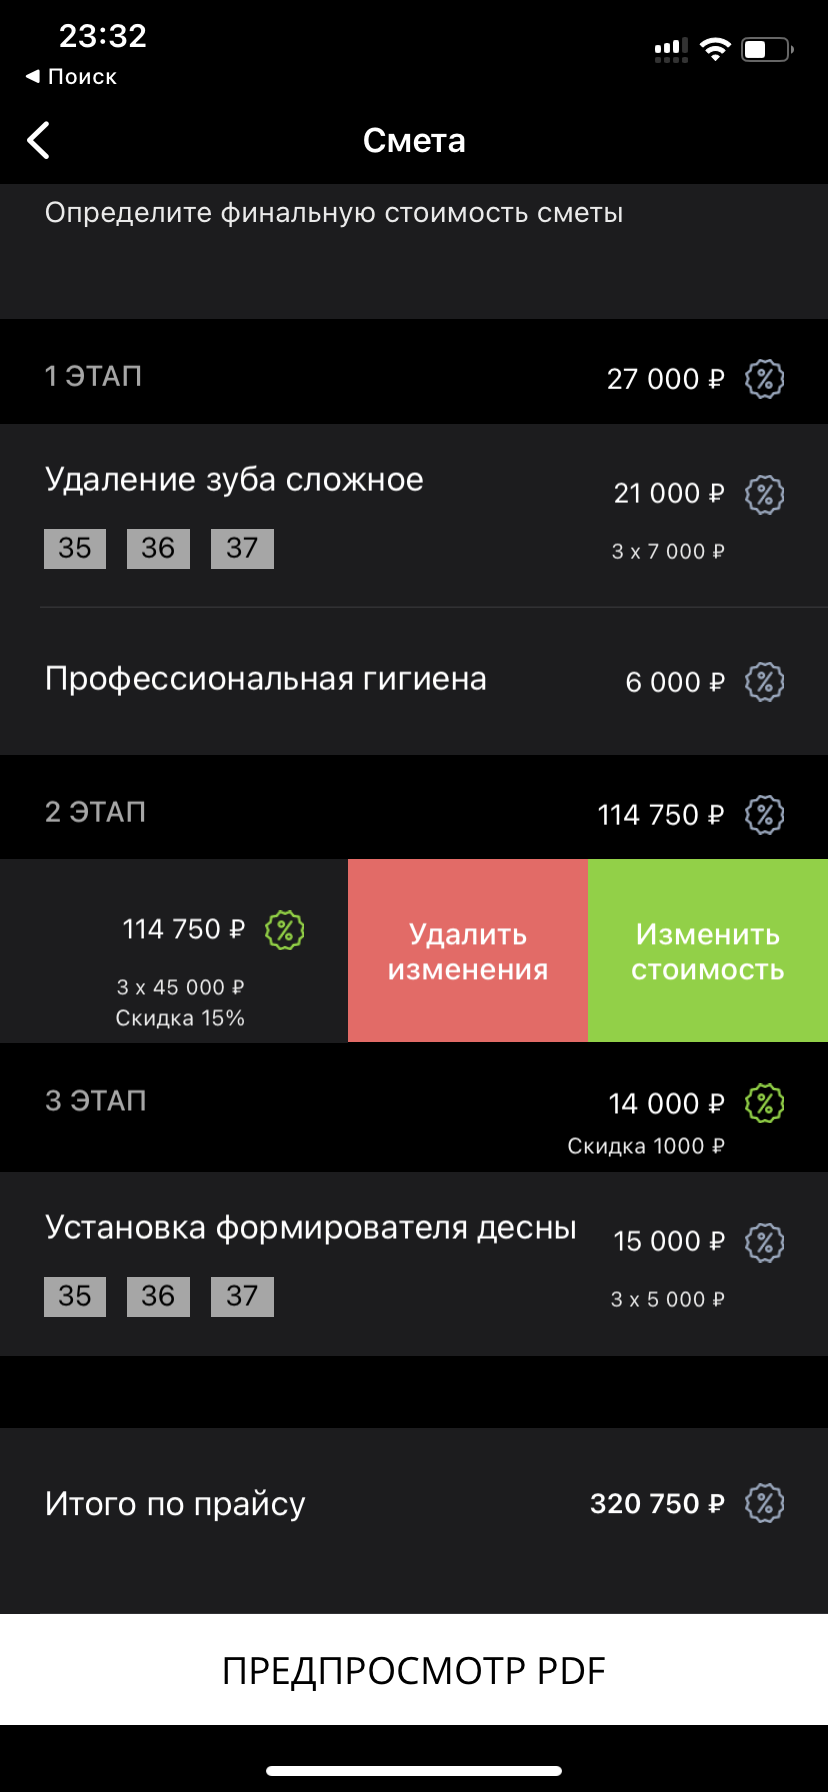 23:32
◀ Поиск
Смета
Определите финальную стоимость сметы
1 ЭТАП
27 000 ₽
%
Удаление зуба сложное
21 000 ₽
%
35 36 37
3 x 7 000 ₽
Профессиональная гигиена
6 000 ₽
%
2 ЭТАП
114 750 ₽
%
114 750 ₽
%
3 x 45 000 ₽
Скидка 15%
Удалить
изменения
Изменить
стоимость
3 ЭТАП
14 000 ₽
%
Скидка 1000 ₽
Установка формирователя десны
15 000 ₽
%
35 36 37
3 x 5 000 ₽
Итого по прайсу
320 750 ₽
%
ПРЕДПРОСМОТР PDF